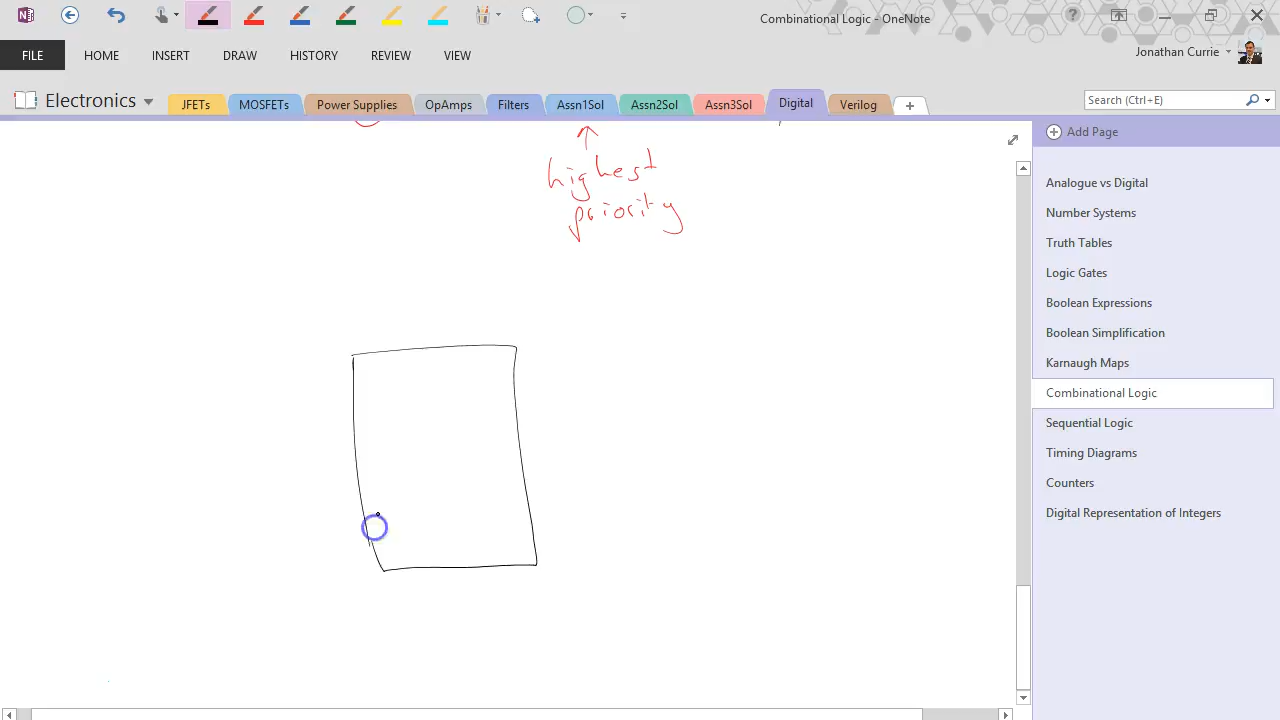 Combinational Logic - OneNote
?
Jonathan Currie
FILE HOME INSERT DRAW HISTORY REVIEW VIEW
Electronics
JFETs MOSFETs Power Supplies OpAmps Filters Assn1Sol Assn2Sol Assn3Sol Digital Verilog +
Search (Ctrl+E)
Add Page
Analogue vs Digital
Number Systems
Truth Tables
Logic Gates
Boolean Expressions
Boolean Simplification
Karnaugh Maps
Combinational Logic
Sequential Logic
Timing Diagrams
Counters
Digital Representation of Integers
highest
priority